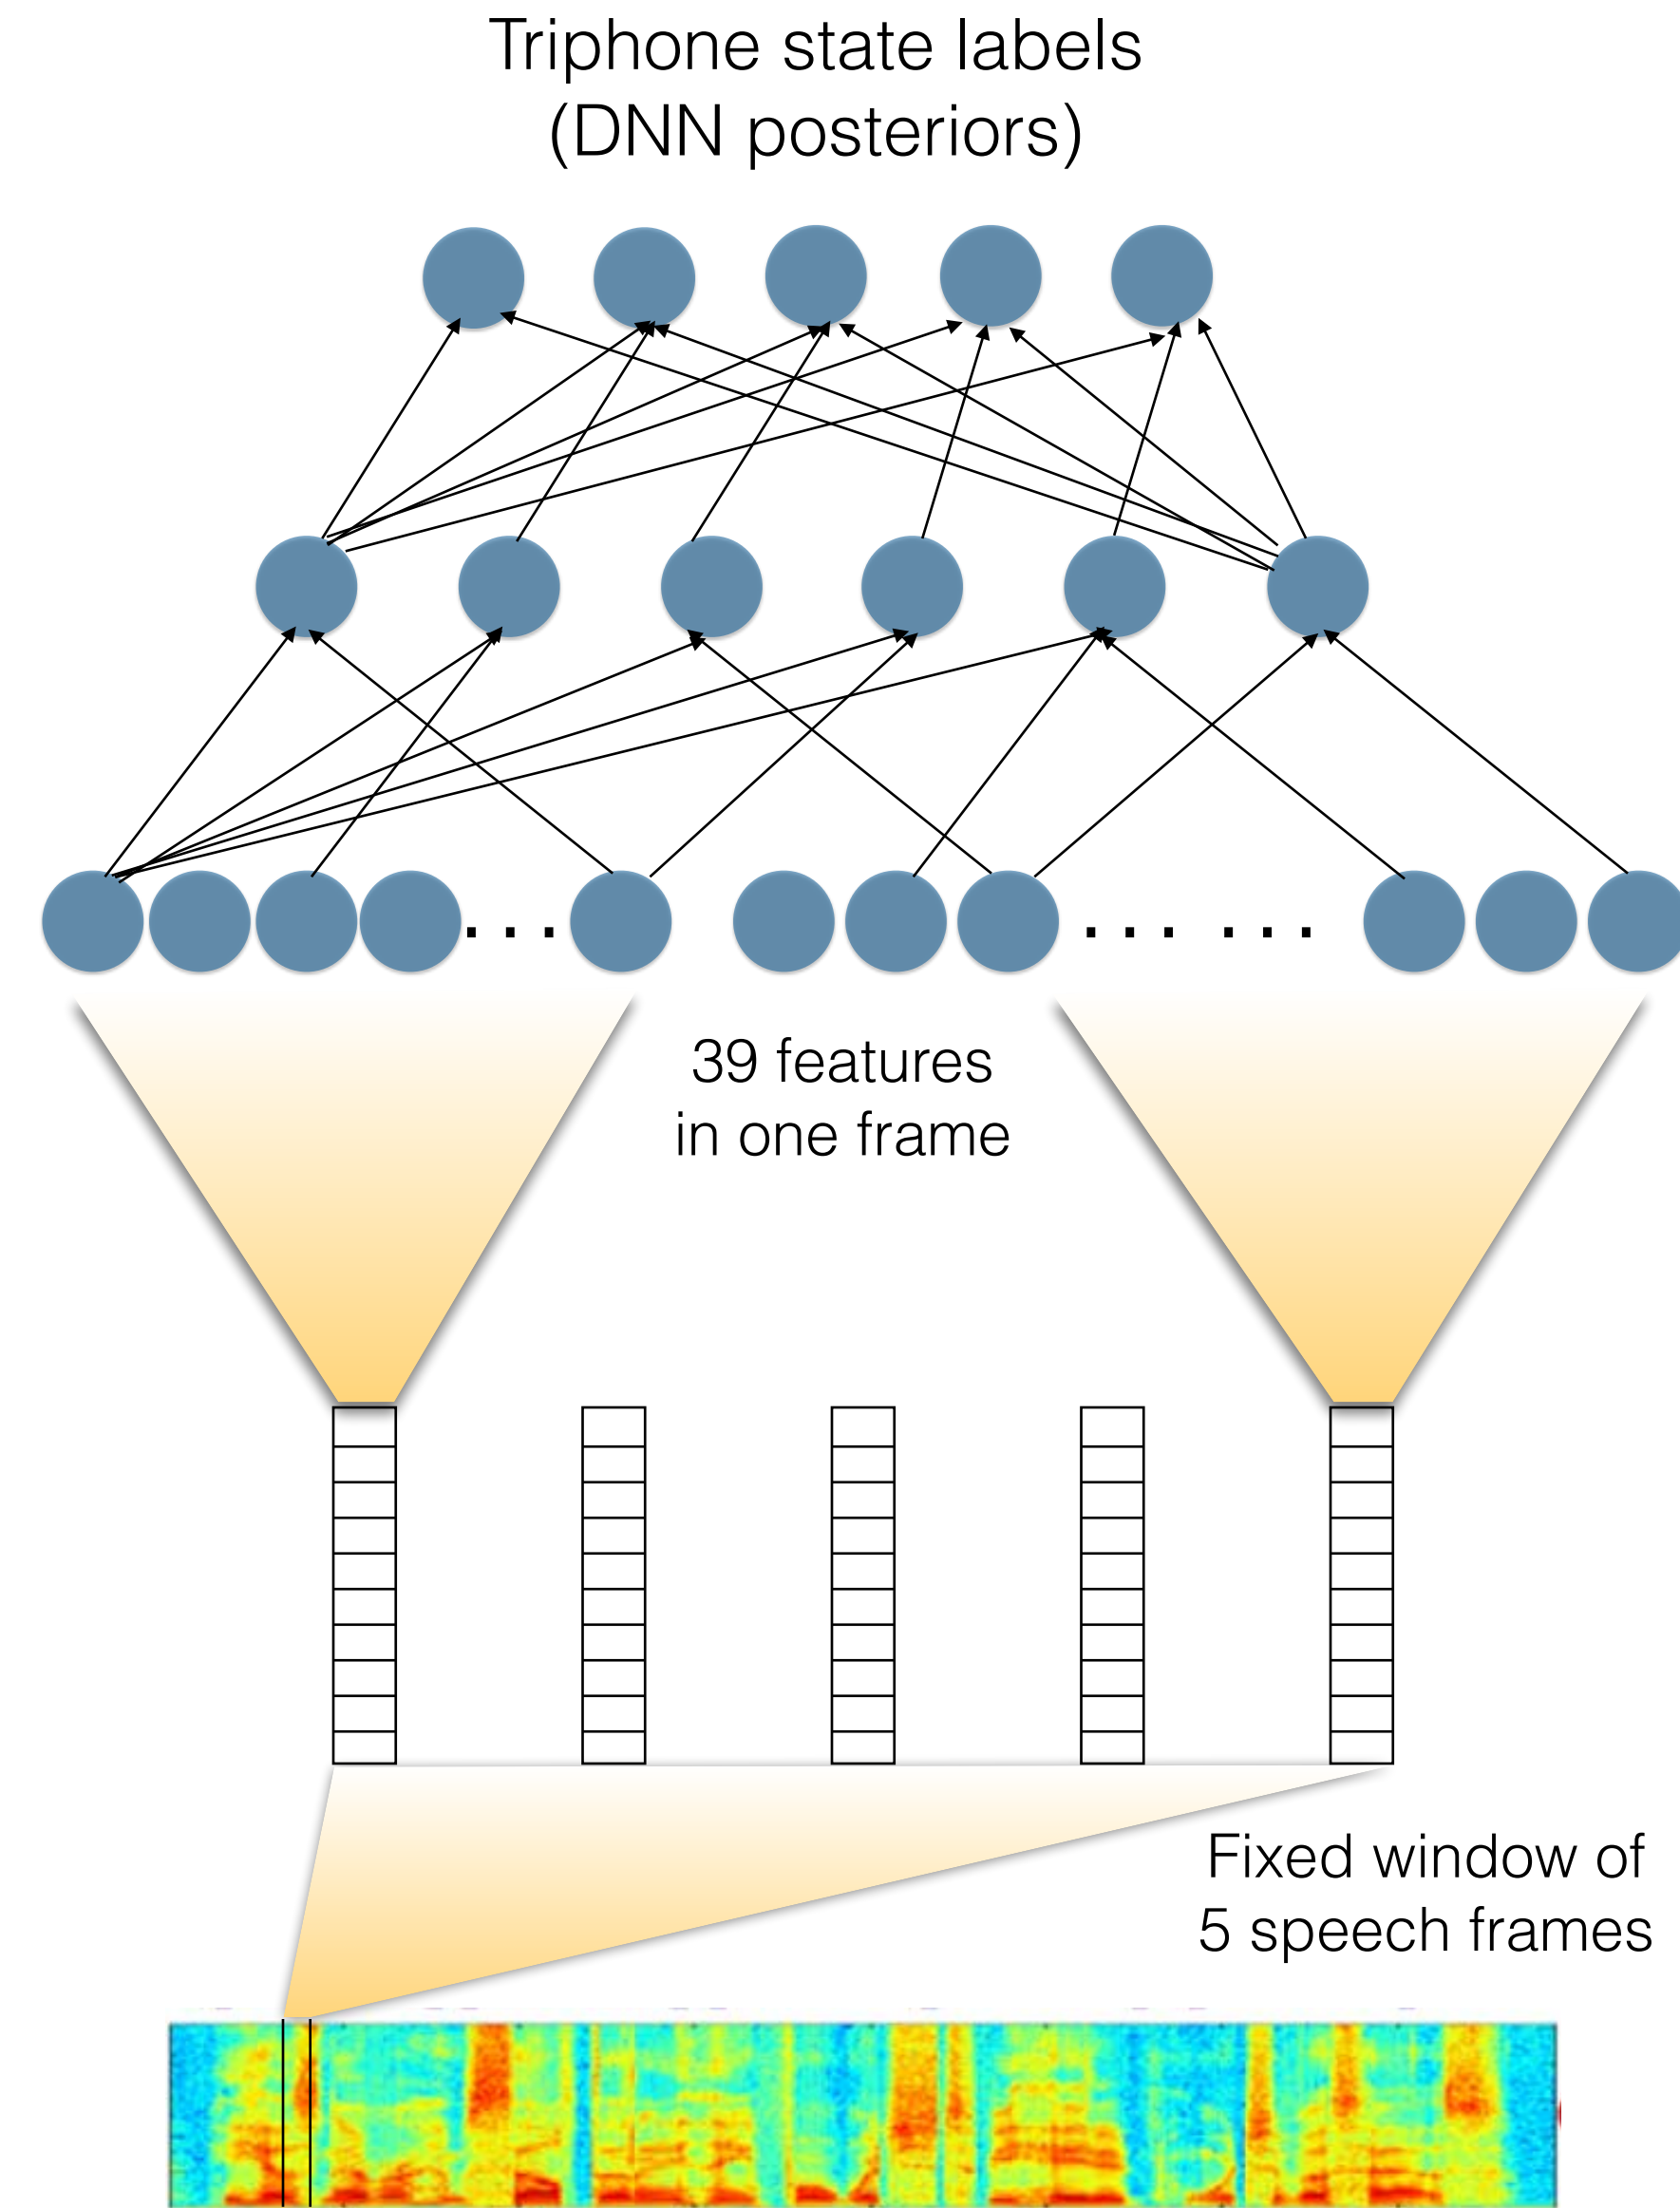 Triphone state labels
(DNN posteriors)
39 features
in one frame
Fixed window of
5 speech frames